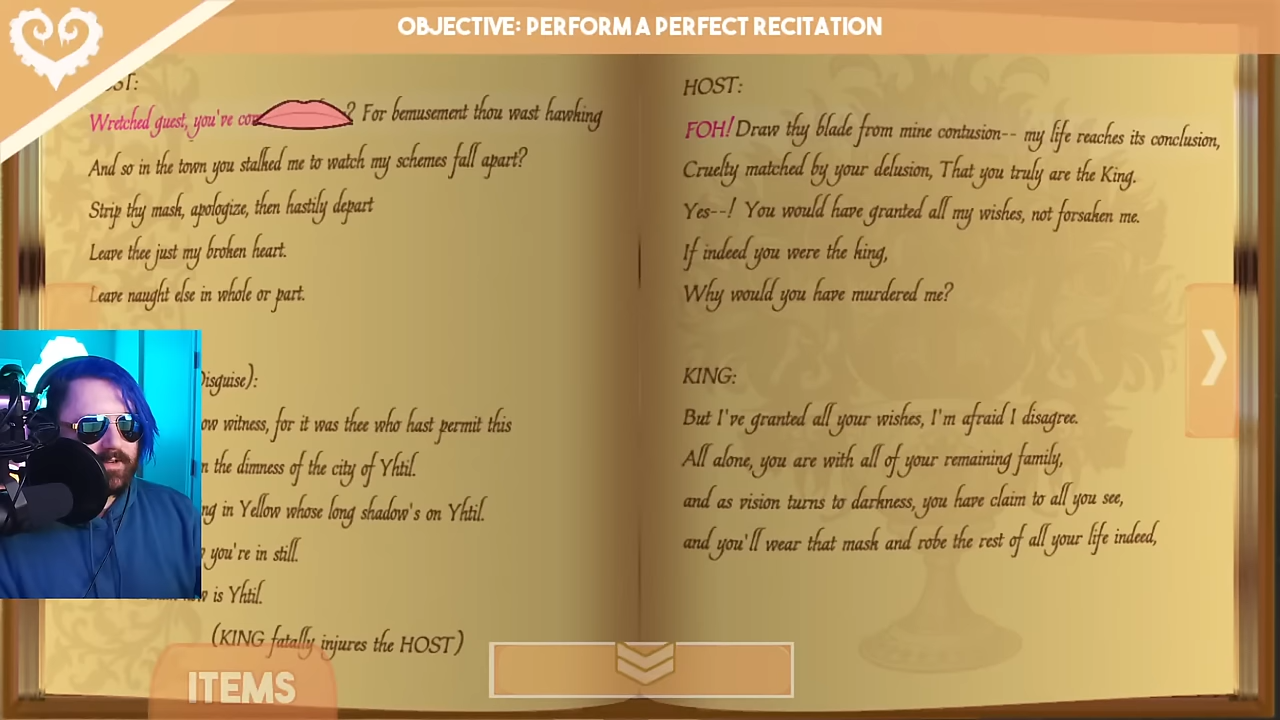 OBJECTIVE: PERFORM A PERFECT RECITATION
Wretched guest, you've ? For bemusement thou wast hawking
And so in the town you stalked me to watch my schemes fall apart?
Strip thy mask, apologize, then hastily depart
Leave thee just my broken heart.
Leave naught else in whole or part.
Disguise):
witness, for it was thee who hast permit this
the dimness of the city of Yhtil.
in Yellow whose long shadow's on Yhtil.
you're in still.
is Yhtil.
(KING fatally injures the HOST)
HOST:
FOH! Draw thy blade from mine contusion-- my life reaches its conclusion,
Cruelty matched by your delusion, That you truly are the King.
Yes--! You would have granted all my wishes, not forsaken me.
If indeed you were the king,
Why would you have murdered me?
KING:
But I've granted all your wishes, I'm afraid I disagree.
All alone, you are with all of your remaining family,
and as vision turns to darkness, you have claim to all you see,
and you'll wear that mask and robe the rest of all your life indeed,
ITEMS